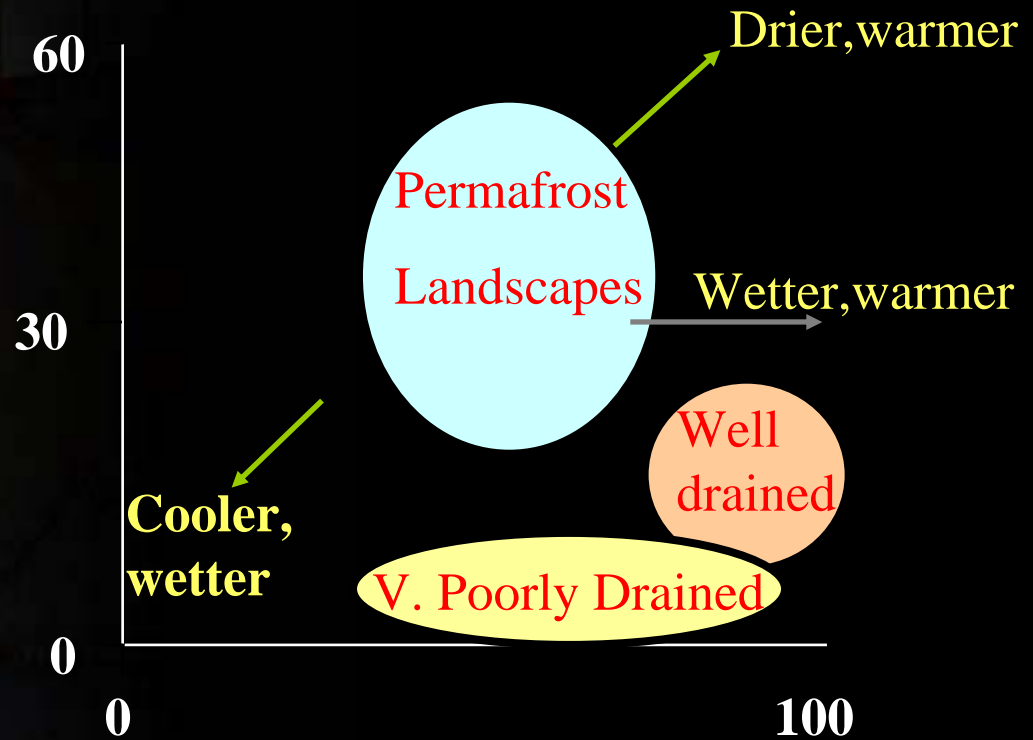 60
Drier,warmer
Permafrost
Landscapes
Wetter,warmer
30
Well
drained
Cooler,
wetter
V. Poorly Drained
0
0
100